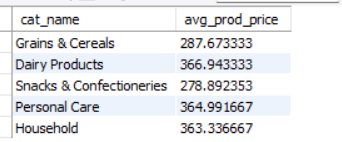 cat_name avg_prod_price
Grains & Cereals 287.673333
Dairy Products 366.943333
Snacks & Confectioneries 278.892353
Personal Care 364.991667
Household 363.336667